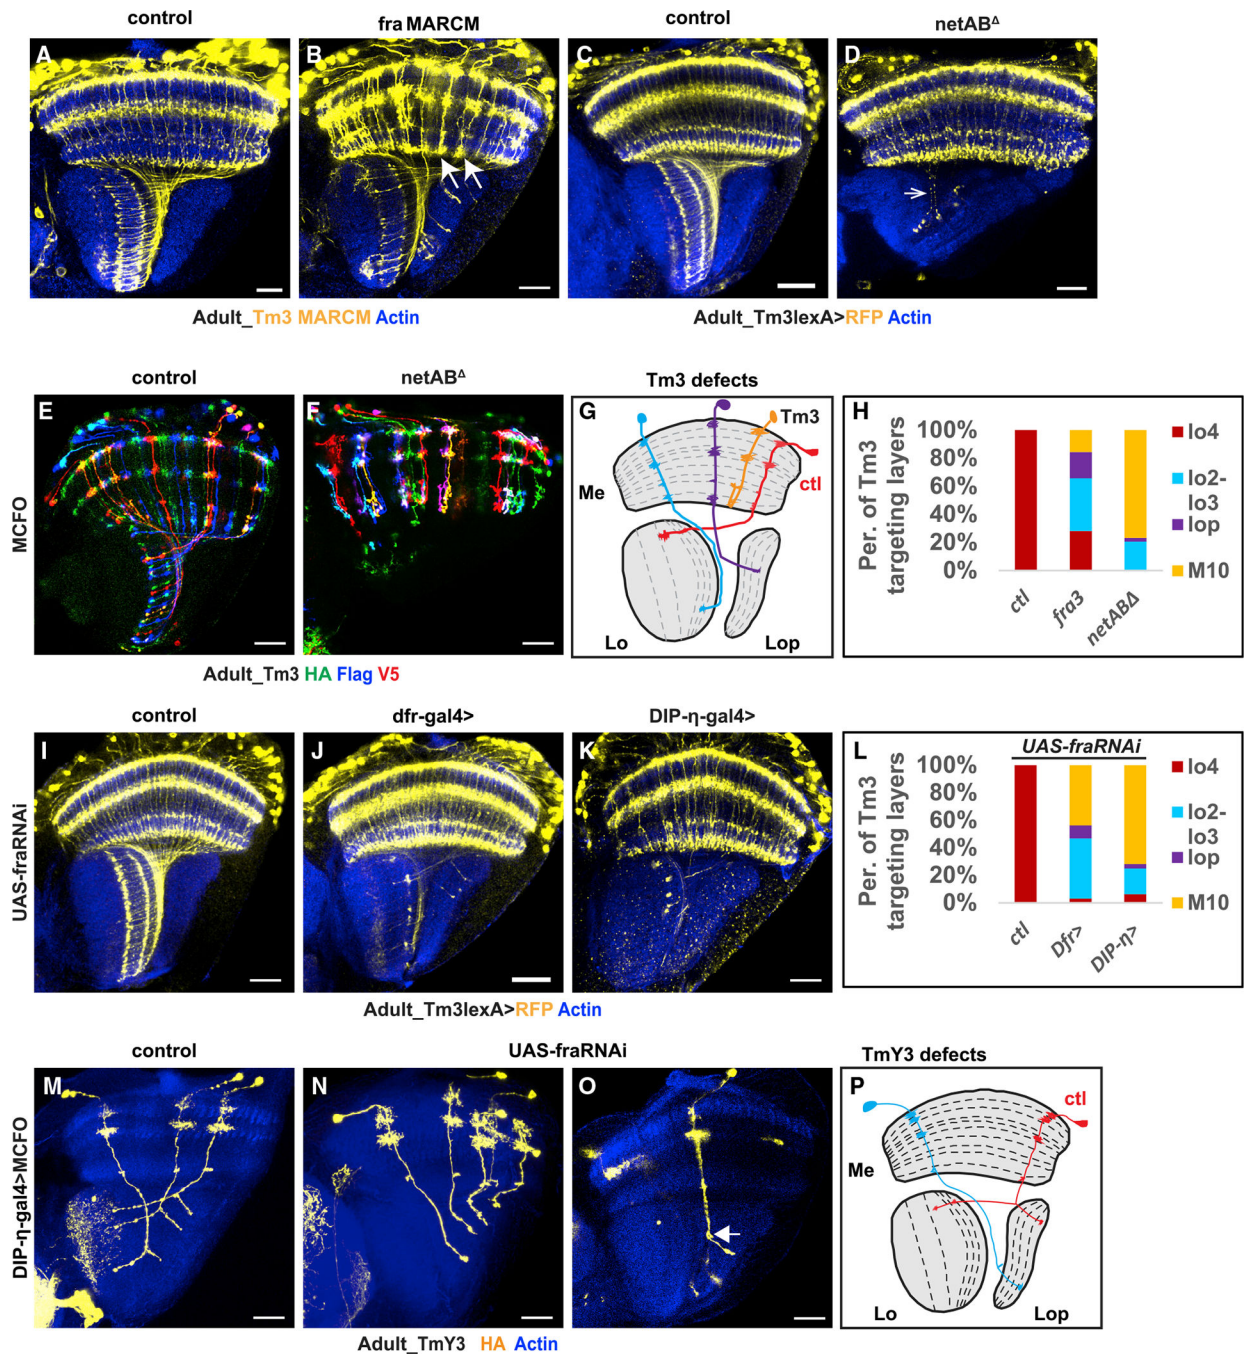 control
fra MARCM
control
netABΔ
A
B
C
D
Adult_Tm3 MARCM Actin
Adult_Tm3lexA>RFP Actin
control
netABΔ
Tm3 defects
MCFO
E
F
G
Tm3
ctl
Me
Lo
Lop
H
Per. of Tm3
targeting layers
100%
80%
60%
40%
20%
0%
ctl
fra3
netABΔ
lo4
lo2-
lo3
lop
M10
Adult_Tm3 HA Flag V5
control
dfr-gal4>
DIP-η-gal4>
UAS-fraRNAi
I
J
K
L
UAS-fraRNAi
Per. of Tm3
targeting layers
100%
80%
60%
40%
20%
0%
ctl
Dfr>
DIP-η>
lo4
lo2-
lo3
lop
M10
Adult_Tm3lexA>RFP Actin
control
UAS-fraRNAi
TmY3 defects
DIP-η-gal4>MCFO
M
N
O
P
ctl
Me
Lo
Lop
Adult_TmY3 HA Actin